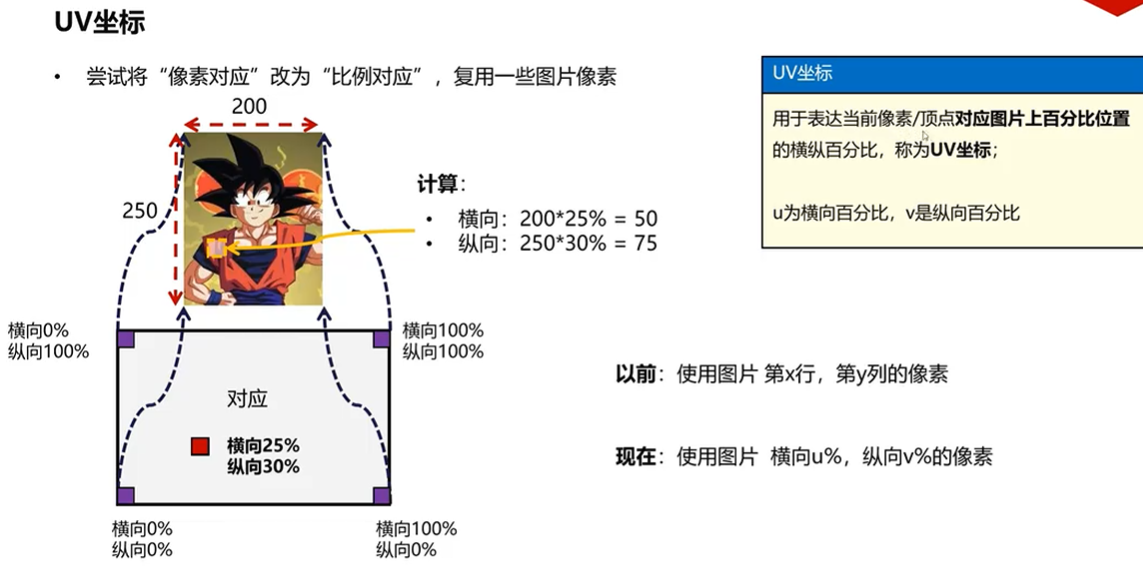 UV坐标
• 尝试将“像素对应”改为“比例对应”，复用一些图片像素
200
250
计算：
• 横向：200*25% = 50
• 纵向：250*30% = 75
横向0%
纵向100%
横向100%
纵向100%
对应
横向25%
纵向30%
横向0%
纵向0%
横向100%
纵向0%
UV坐标
用于表达当前像素/顶点对应图片上百分比位置
的横纵百分比，称为UV坐标；
u为横向百分比，v是纵向百分比
以前：使用图片 第x行，第y列的像素
现在：使用图片 横向u%，纵向v%的像素